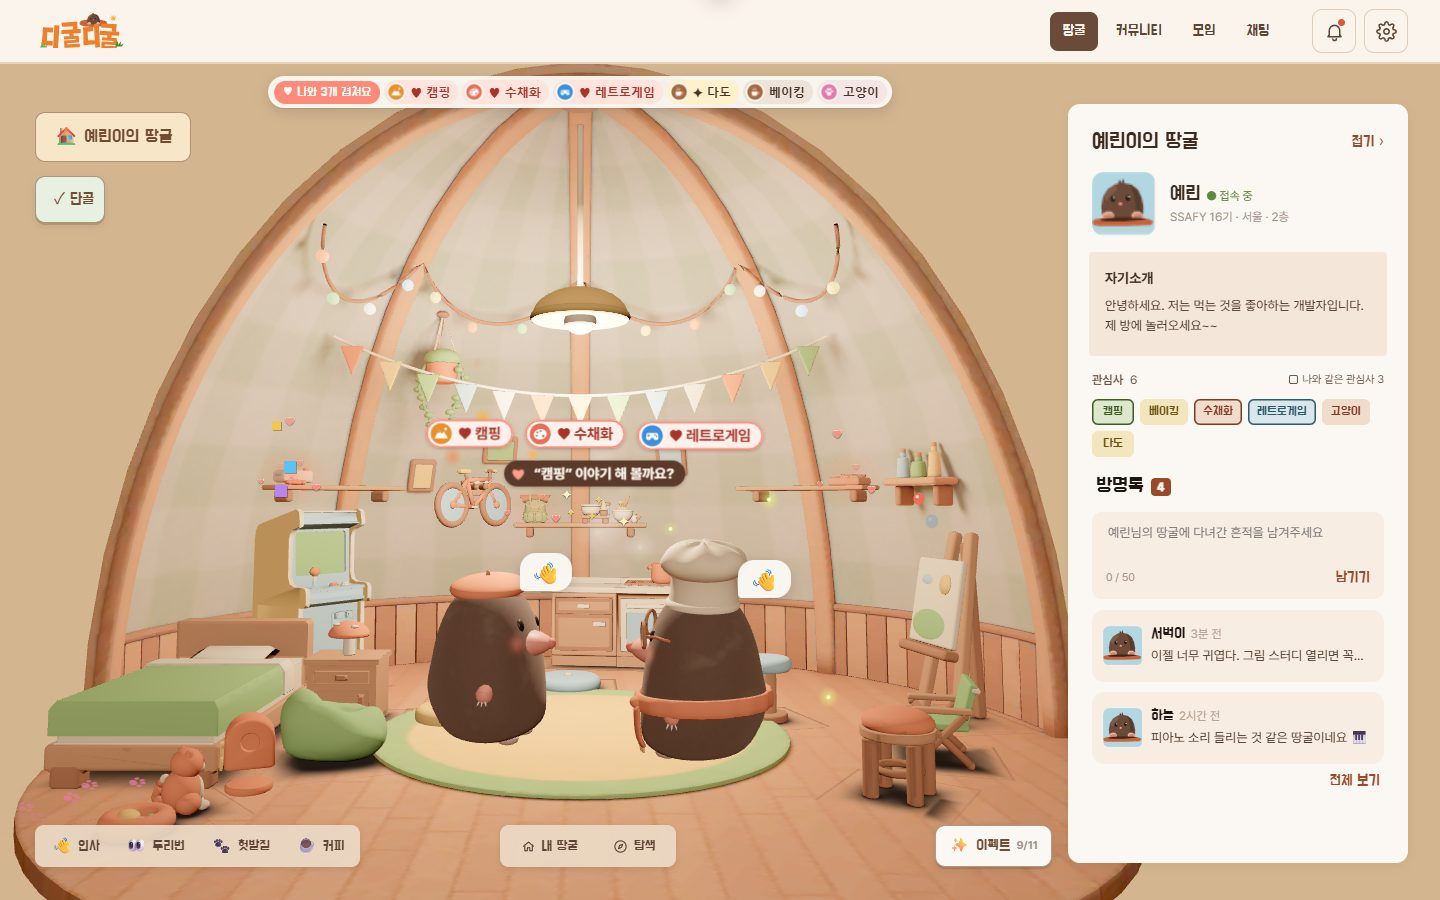 디굴디굴
땅굴 커뮤니티 모임 채팅
♥ 나와 3개 겹쳐요 ♥ 캠핑 ♥ 수채화 ♥ 레트로게임 ✦ 다도 베이킹 고양이
예린이의 땅굴
✓ 단골
♥ 캠핑 ♥ 수채화 ♥ 레트로게임
“캠핑” 이야기 해 볼까요?
인사 두리번 헛발질 커피
내 땅굴 탐색
이펙트 9/11
예린이의 땅굴 접기 ›
예린 접속 중
SSAFY 16기 · 서울 · 2층
자기소개
안녕하세요. 저는 먹는 것을 좋아하는 개발자입니다.
제 방에 놀러오세요~~
관심사 6 나와 같은 관심사 3
캠핑 베이킹 수채화 레트로게임 고양이
다도
방명록 4
예린님의 땅굴에 다녀간 흔적을 남겨주세요
0 / 50 남기기
서벅이 3분 전
이젤 너무 귀엽다. 그림 스터디 열리면 꼭...
하늘 2시간 전
피아노 소리 들리는 것 같은 땅굴이네요 🎹
전체 보기